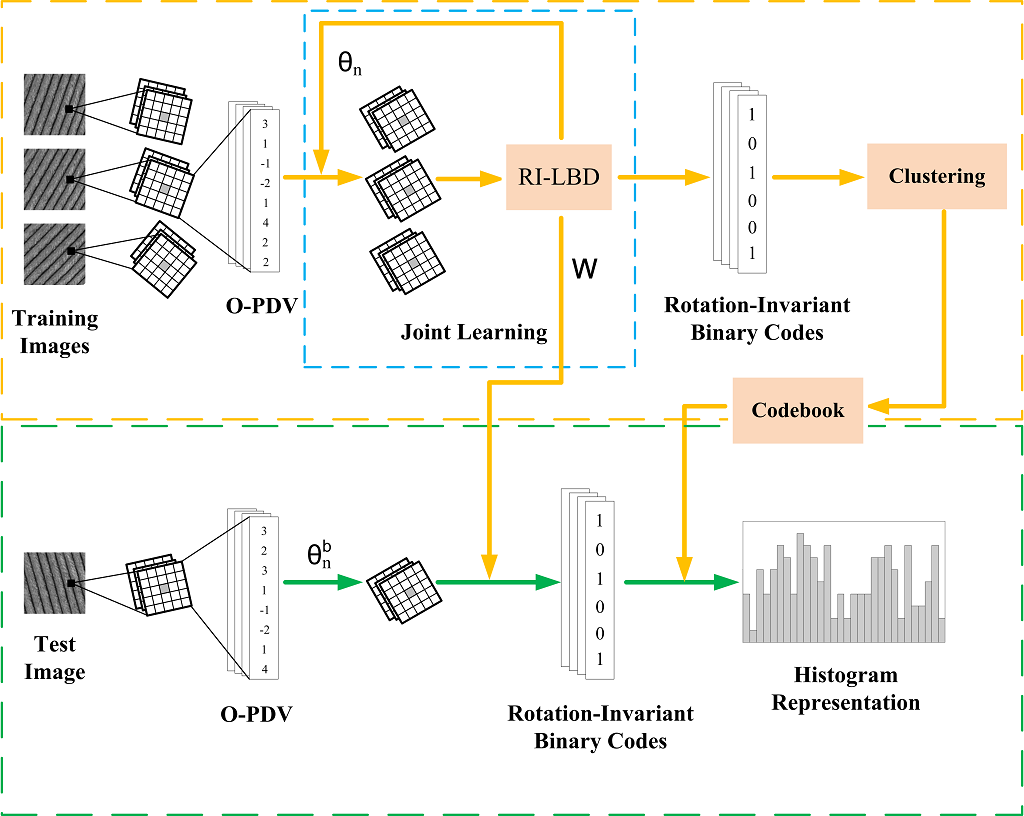 θn
3
1
-1
-2
1
4
2
2
RI-LBD
1
0
1
0
0
1
Clustering
O-PDV
W
Training
Images
Joint Learning
Rotation-Invariant
Binary Codes
Codebook
3
2
3
1
-1
-2
1
4
θn^b
1
0
1
0
0
1
Test
Image
O-PDV
Rotation-Invariant
Binary Codes
Histogram
Representation